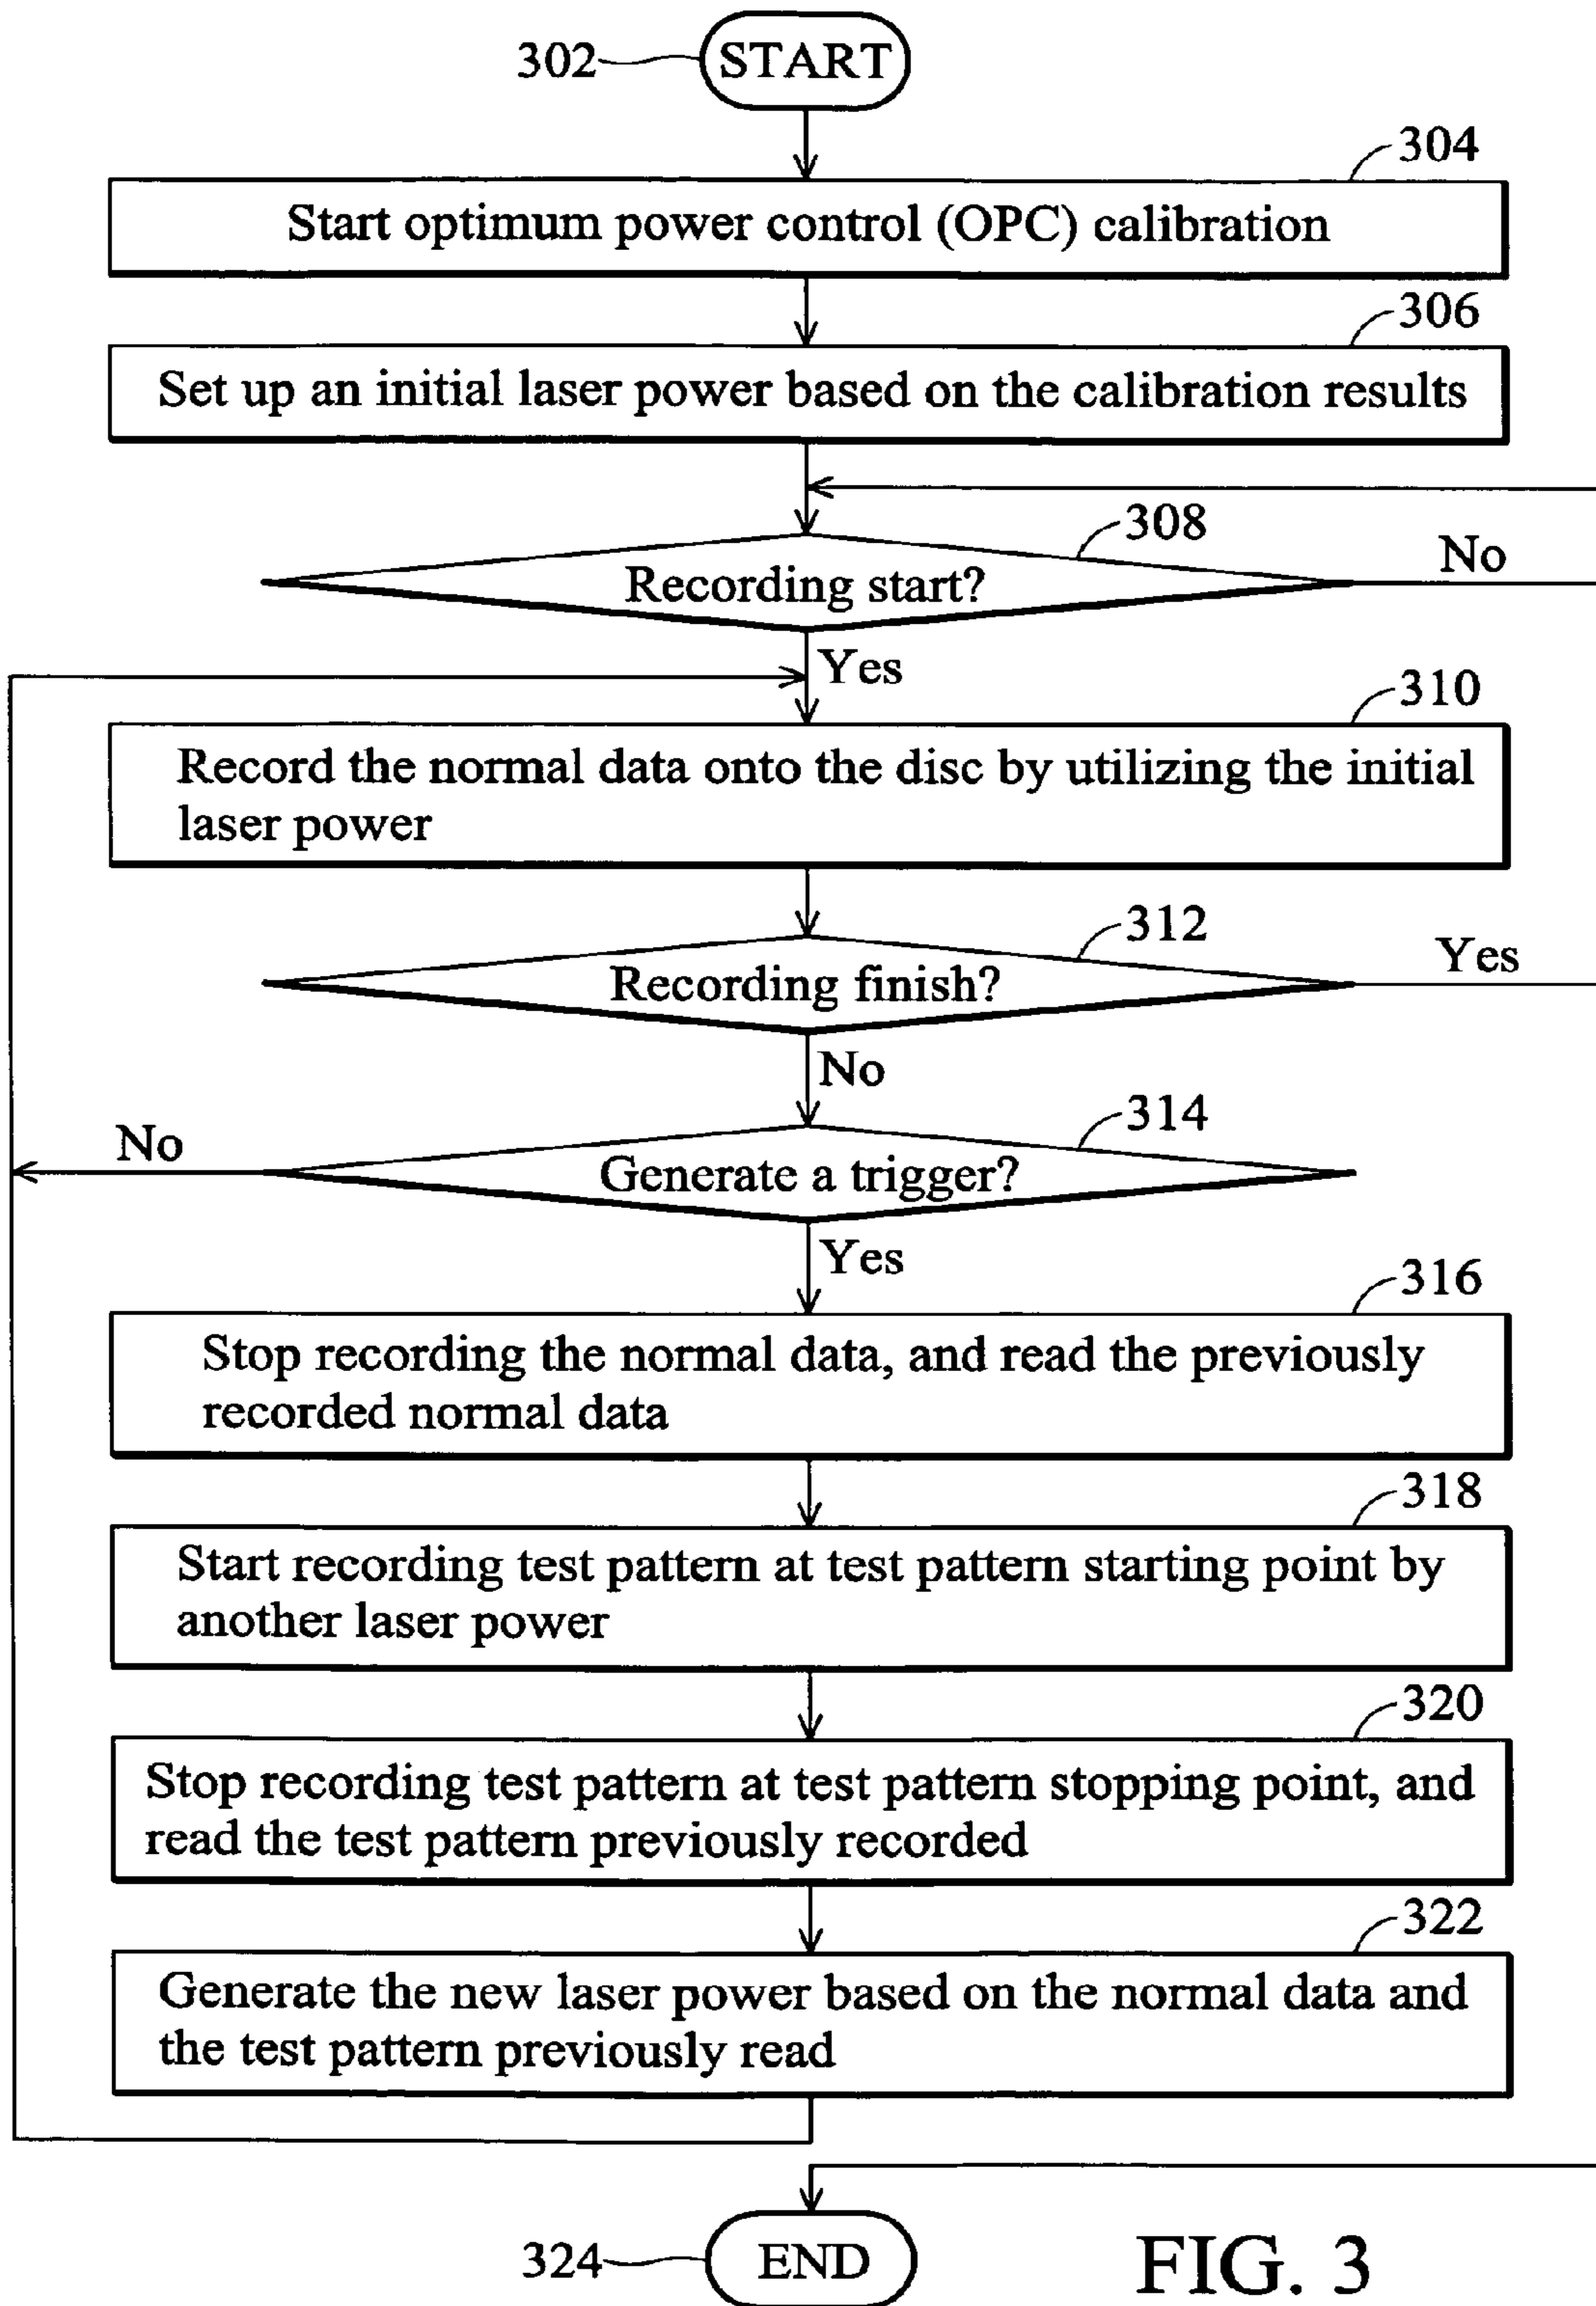 302
START
304
Start optimum power control (OPC) calibration
306
Set up an initial laser power based on the calibration results
308
Recording start?
No
Yes
310
Record the normal data onto the disc by utilizing the initial
laser power
312
Recording finish?
Yes
No
314
Generate a trigger?
No
Yes
316
Stop recording the normal data, and read the previously
recorded normal data
318
Start recording test pattern at test pattern starting point by
another laser power
320
Stop recording test pattern at test pattern stopping point, and
read the test pattern previously recorded
322
Generate the new laser power based on the normal data and
the test pattern previously read
324
END
FIG. 3